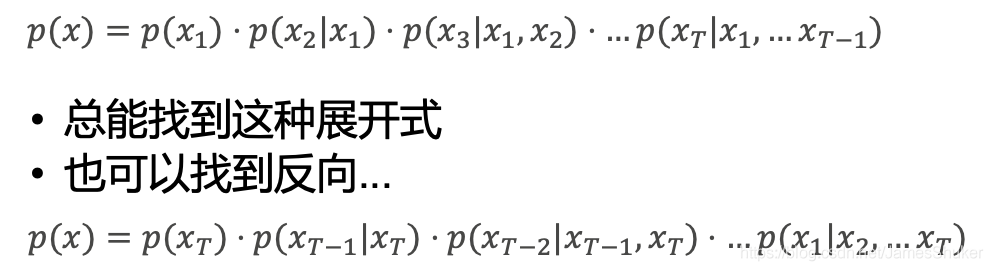 p(x) = p(x₁) · p(x₂|x₁) · p(x₃|x₁, x₂) · …p(x_T|x₁, …x_{T−1})
• 总能找到这种展开式
• 也可以找到反向...
p(x) = p(x_T) · p(x_{T−1}|x_T) · p(x_{T−2}|x_{T−1}, x_T) · …p(x₁|x₂, …x_T)